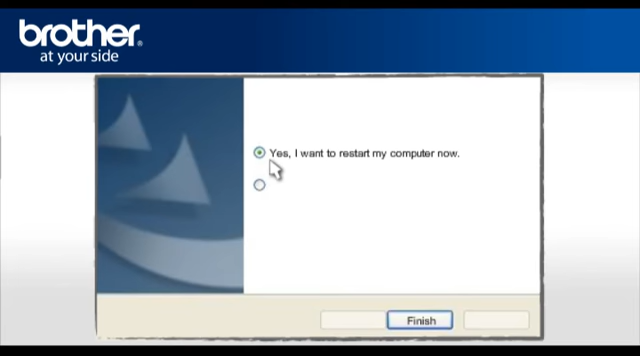 brother®
at your side
Yes, I want to restart my computer now.
Finish